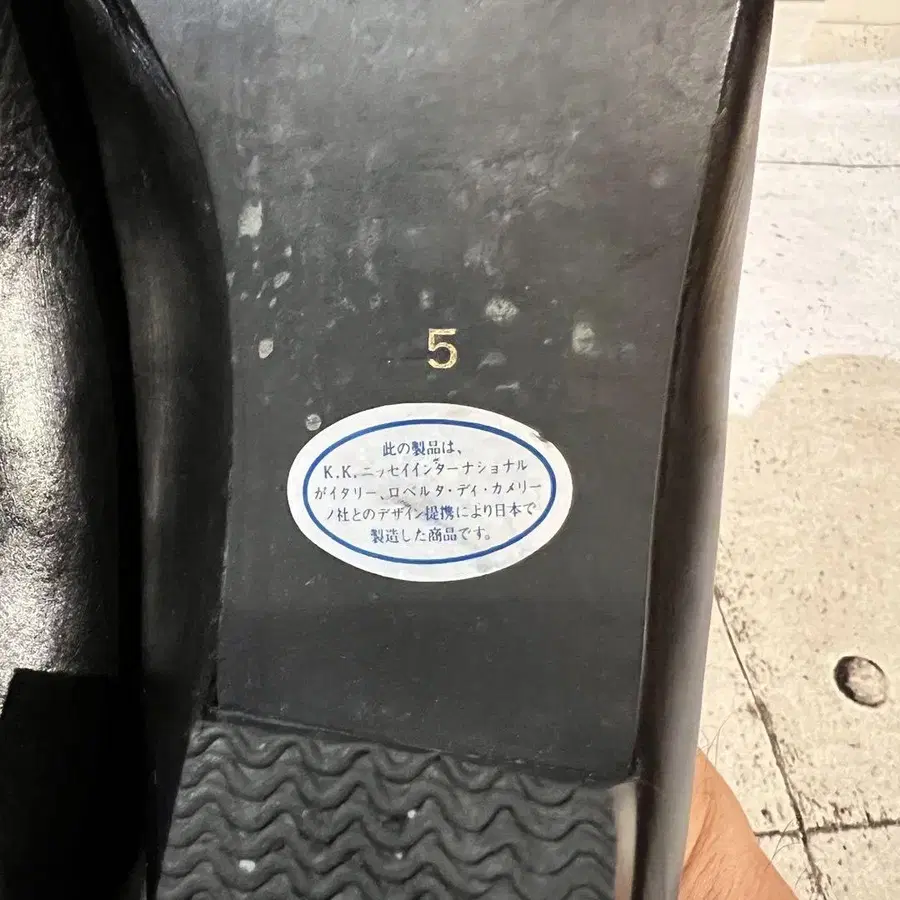 5
此の製品は、
K.K.ニッセイインターナショナル
がイタリー、ロベルタ・ディ・カメリー
ノ社とのデザイン提携により日本で
製造した商品です。